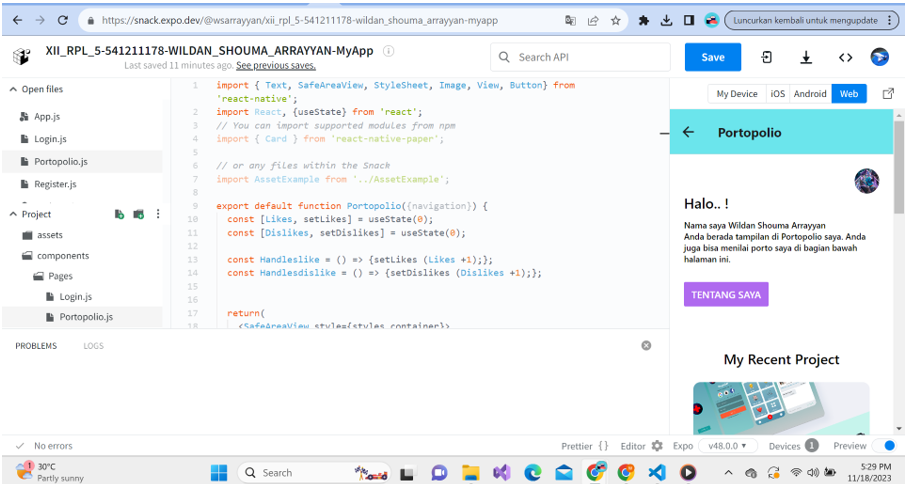 https://snack.expo.dev/@wsarrayyan/xii_rpl_5-541211178-wildan_shouma_arrayyan-myapp
Luncurkan kembali untuk mengupdate
XII_RPL_5-541211178-WILDAN_SHOUMA_ARRAYYAN-MyApp
Last saved 11 minutes ago. See previous saves.
Search API
Save
Open files
App.js
Login.js
Portopolio.js
Register.js
Project
assets
components
Pages
Login.js
Portopolio.js
1 import { Text, SafeAreaView, StyleSheet, Image, View, Button} from
'react-native';
2 import React, {useState} from 'react';
3 // You can import supported modules from npm
4 import { Card } from 'react-native-paper';
5
6 // or any files within the Snack
7 import AssetExample from '../AssetExample';
8
9 export default function Portopolio({navigation}) {
10 const [Likes, setLikes] = useState(0);
11 const [Dislikes, setDislikes] = useState(0);
12
13 const Handleslike = () => {setLikes (Likes +1);};
14 const Handlesdislike = () => {setDislikes (Dislikes +1);};
15
16
17 return(
18 <SafeAreaView style={styles.container}>
My Device
iOS
Android
Web
Portopolio
Halo.. !
Nama saya Wildan Shouma Arrayyan
Anda berada tampilan di Portopolio saya. Anda
juga bisa menilai porto saya di bagian bawah
halaman ini.
TENTANG SAYA
My Recent Project
PROBLEMS
LOGS
No errors
Prettier { }
Editor
Expo
v48.0.0
Devices
1
Preview
1
30°C
Partly sunny
Search
5:29 PM
11/18/2023